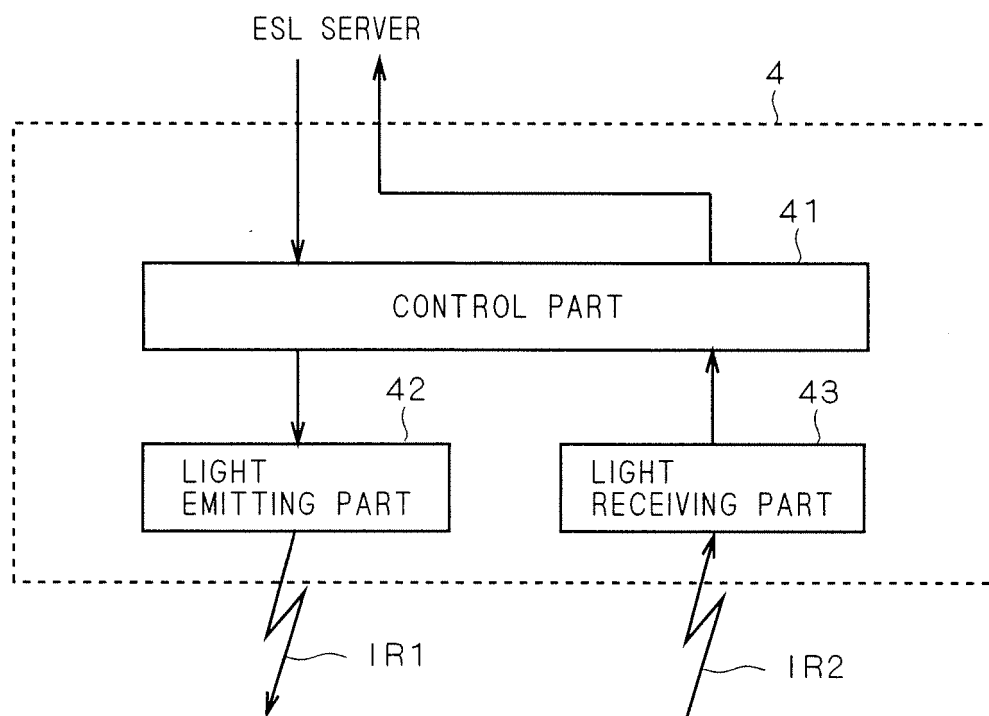 ESL SERVER
4
41
CONTROL PART
42
43
LIGHT
EMITTING PART
LIGHT
RECEIVING PART
IR1
IR2